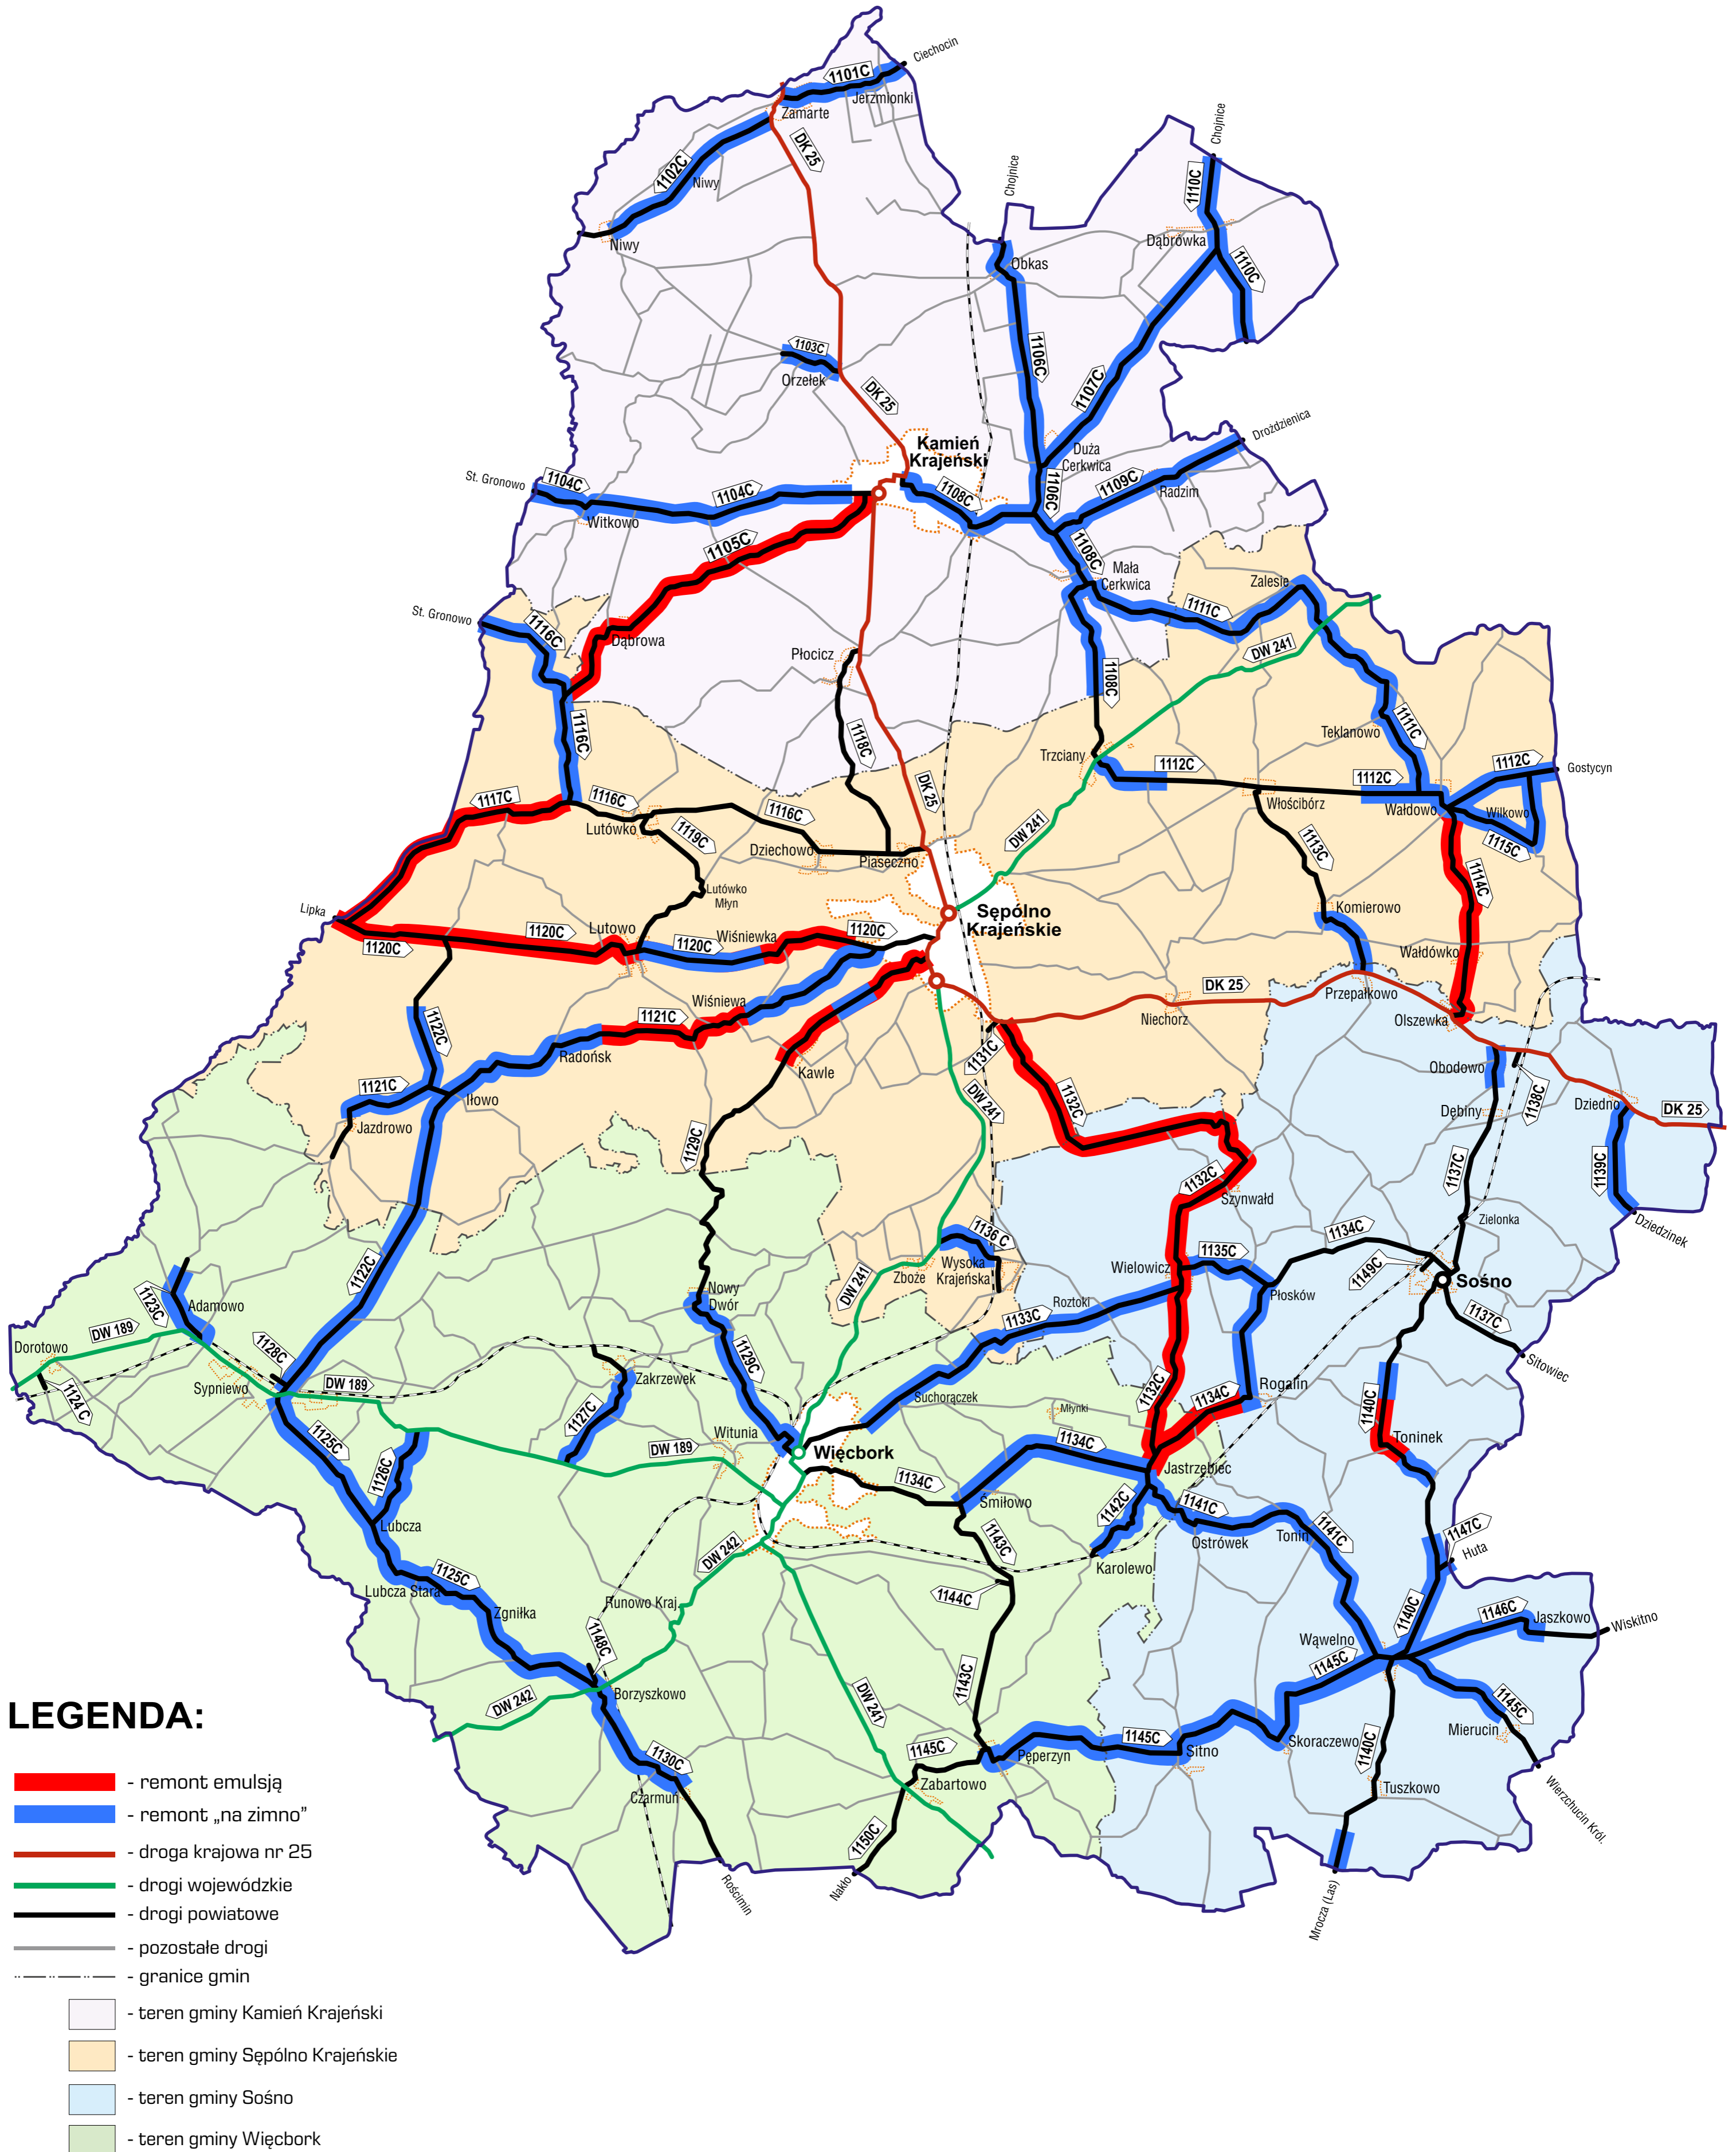 Ciechocin
1101C
Jerzmionki
Zamarte
DK 25
1102C
Niwy
Niwy
Chojnice
1110C
Chojnice
Dąbrówka
1110C
Obkas
1103C
Orzełek
DK 25
1106C
1107C
Kamień
Krajeński
Duża
Cerkwica
Drożdzienica
St. Gronowo
1104C
1104C
1108C
1106C
1109C
Radzim
Witkowo
1105C
1108C
Mała
Cerkwica
Zalesie
St. Gronowo
1116C
Dąbrowa
1111C
DW 241
Płocicz
1108C
1116C
1118C
Teklanowo
1111C
Trzciany
1112C
1112C
1112C
Gostycyn
DK 25
1117C
1116C
1116C
Włościbórz
Wałdowo
Wilkowo
Lutówko
1119C
DW 241
1113C
1115C
Dziechowo
Piaseczno
1114C
Lutówko
Młyn
Lipka
Komierowo
Sępólno
Krajeńskie
1120C
1120C
Lutowo
1120C
Wiśniewka
1120C
Wałdówko
DK 25
Przepałkowo
Wiśniewa
Niechorz
Olszewka
1122C
1121C
Radońsk
Kawle
1131C
Obodowo
1138C
1121C
Iłowo
DW 241
1132C
Dębiny
Dziedno
DK 25
Jazdrowo
1129C
1137C
1139C
1132C
Szynwałd
Zielonka
Dziedzinek
1136 C
1134C
1122C
Zboże
Wysoka
Krajeńska
Wielowicz
1135C
1149C
Sośno
1123C
Adamowo
Nowy
Dwór
DW 241
Roztoki
1133C
Płosków
1137C
Dorotowo
DW 189
1128C
1129C
Sitowiec
Sypniewo
DW 189
Zakrzewek
1124 C
1127C
Suchorączek
Młynki
1132C
1134C
Rogalin
1140C
1125C
1126C
DW 189
Witunia
Więcbork
1134C
Toninek
1134C
Jastrzębiec
Śmiłowo
1142C
1141C
Lubcza
Ostrówek
Tonin
1141C
1147C
Huta
DW 242
1143C
Karolewo
Lubcza Stara
1125C
1144C
Runowo Kraj.
Zgniłka
1140C
1146C
Jaszkowo
Wiskitno
1148C
Wąwelno
1145C
1143C
DW 242
Borzyszkowo
DW 241
1145C
Mierucin
1145C
1145C
Sitno
Skoraczewo
1140C
Pęperzyn
1130C
Czarmuń
Zabartowo
Tuszkowo
Wierzchucin Król.
1150C
Nakło
Rościmin
Mrocza (Las)
LEGENDA:
- remont emulsją
- remont „na zimno”
- droga krajowa nr 25
- drogi wojewódzkie
- drogi powiatowe
- pozostałe drogi
- granice gmin
- teren gminy Kamień Krajeński
- teren gminy Sępólno Krajeńskie
- teren gminy Sośno
- teren gminy Więcbork